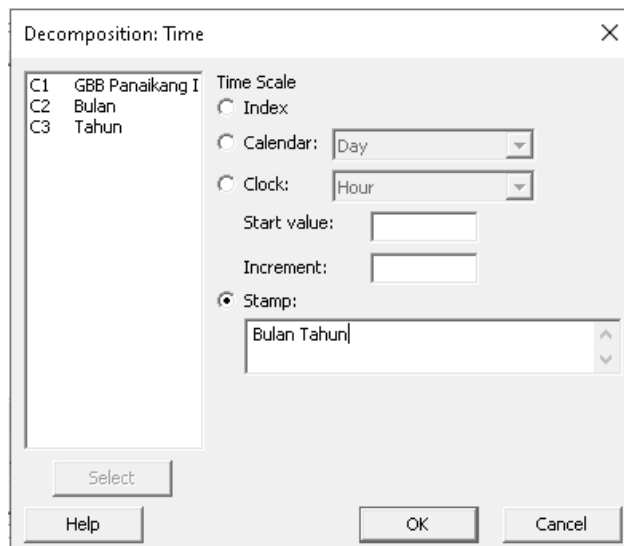 Decomposition: Time
C1 GBB Panaikang I
C2 Bulan
C3 Tahun
Time Scale
Index
Calendar: Day
Clock: Hour
Start value:
Increment:
Stamp:
Bulan Tahun
Select
Help
OK
Cancel